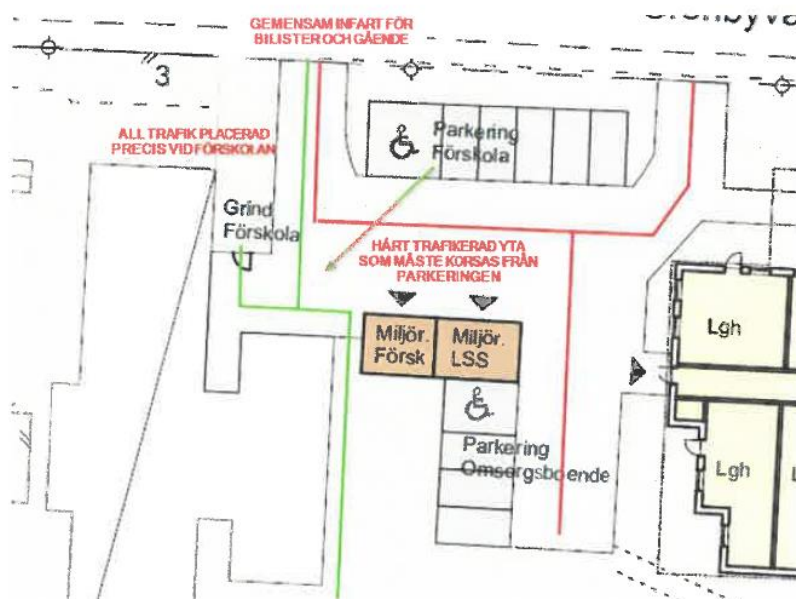 GEMENSAM INFART FÖR
BILISTER OCH GÅENDE
3
ALL TRAFIK PLACERAD
PRECIS VID FÖRSKOLAN
Parkering
Förskola
Grind
Förskola
HÅRT TRAFIKERAD YTA
SOM MÅSTE KORSAS FRÅN
PARKERINGEN
Miljör.
Försk
Miljör.
LSS
Lgh
Parkering
Omsorgsboende
Lgh